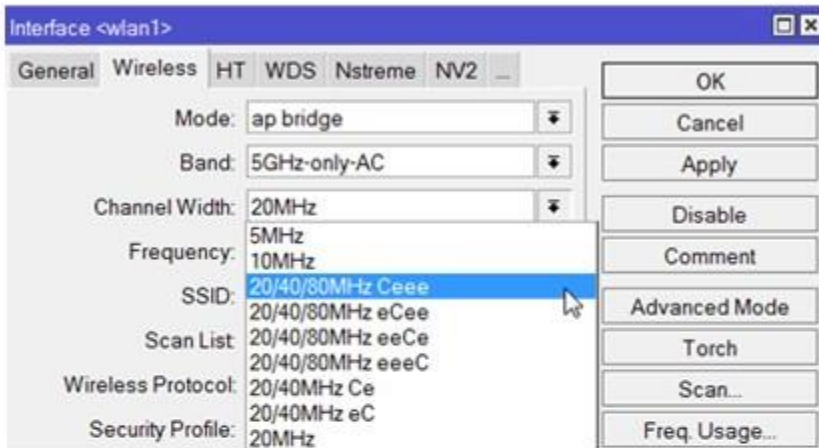 Interface <wlan1>
General Wireless HT WDS Nstreme NV2 ...
OK
Mode: ap bridge
Cancel
Band: 5GHz-only-AC
Apply
Channel Width: 20MHz
Disable
5MHz
Frequency:
10MHz
Comment
SSID:
20/40/80MHz Ceee
20/40/80MHz eCee
Advanced Mode
Scan List:
20/40/80MHz eeCe
Torch
20/40/80MHz eeeC
Wireless Protocol:
20/40MHz Ce
Scan...
20/40MHz eC
Security Profile:
20MHz
Freq. Usage...